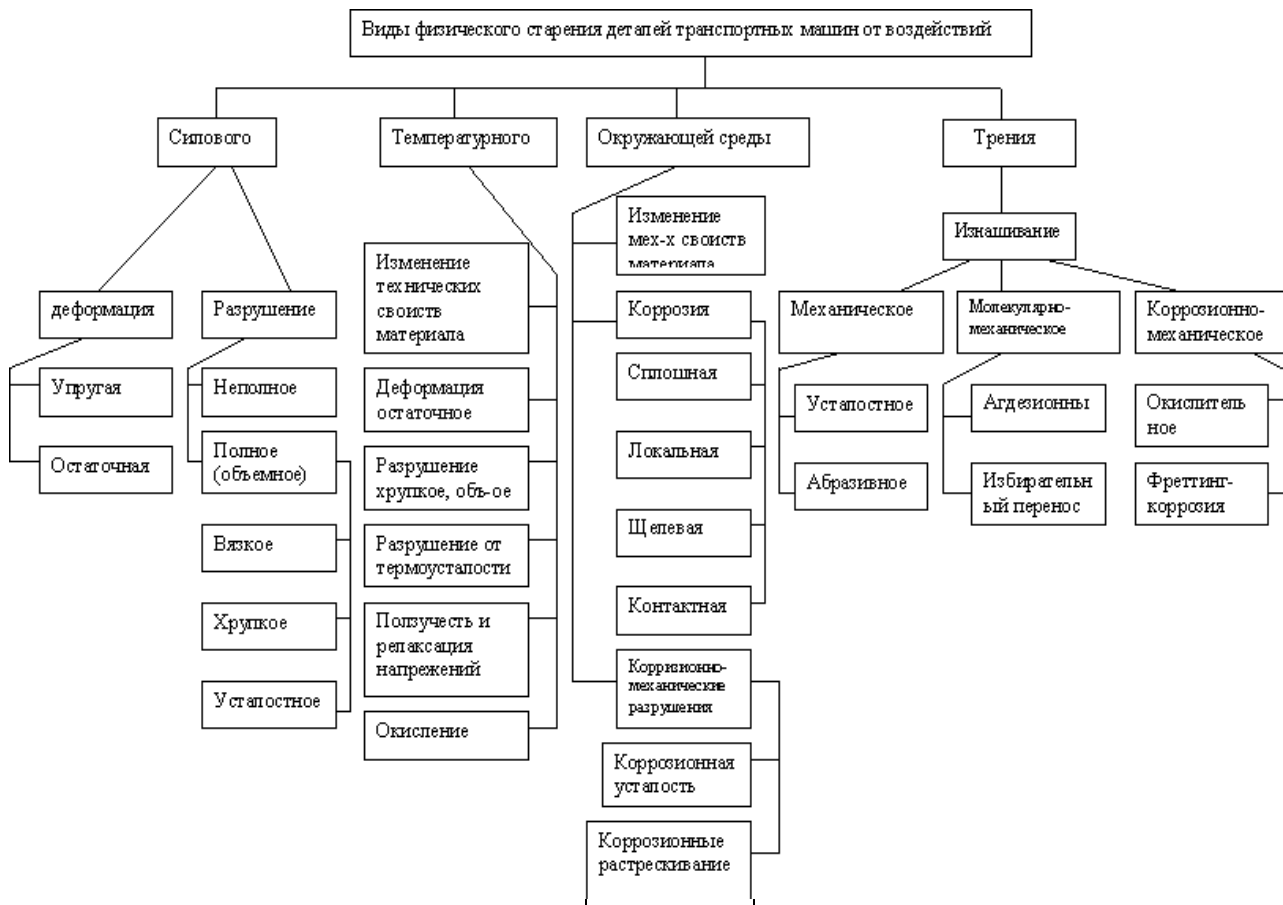 Виды физического старения деталей транспортных машин от воздействий
Силового
Температурного
Окружающей среды
Трения
деформация
Упругая
Остаточная
Разрушение
Неполное
Полное
(объемное)
Вязкое
Хрупкое
Усталостное
Изменение
технических
свойств
материала
Деформация
остаточное
Разрушение
хрупкое, объ-ое
Разрушение от
термоусталости
Ползучесть и
релаксация
напрежений
Окисление
Изменение
мех-х свойств
материала
Коррозия
Сплошная
Локальная
Щелевая
Контактная
Корризионно-
механические
разрушения
Коррозионная
усталость
Коррозионные
растрескивание
Изнашивание
Механическое
Усталостное
Абразивное
Молекулярно-
механическое
Агдезионны
Избирательн
ый перенос
Коррозионно-
механическое
Окислитель
ное
Фреттинг-
коррозия